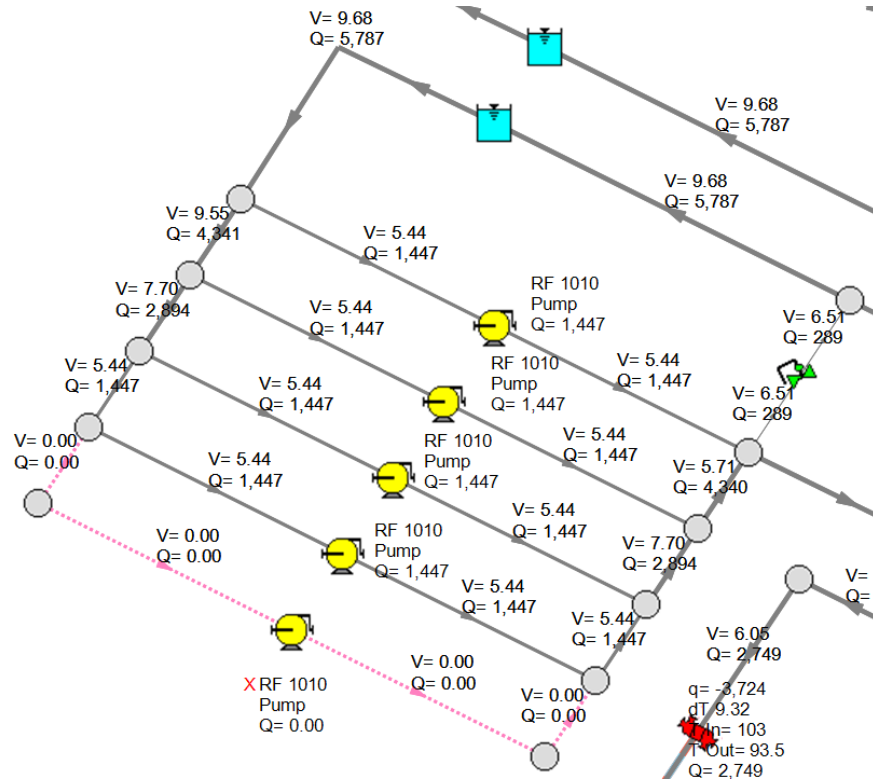 V= 9.68
Q= 5,787
V= 9.68
Q= 5,787
V= 9.68
Q= 5,787
V= 9.55
Q= 4,341
V= 5.44
Q= 1,447
RF 1010
Pump
Q= 1,447
V= 7.70
Q= 2,894
V= 5.44
Q= 1,447
V= 6.51
Q= 289
V= 5.44
Q= 1,447
RF 1010
Pump
Q= 1,447
V= 5.44
Q= 1,447
V= 6.51
Q= 289
V= 5.44
Q= 1,447
RF 1010
Pump
Q= 1,447
V= 5.44
Q= 1,447
V= 0.00
Q= 0.00
V= 5.44
Q= 1,447
V= 5.71
Q= 4,340
V= 5.44
Q= 1,447
V= 7.70
Q= 2,894
RF 1010
Pump
Q= 1,447
V= 0.00
Q= 0.00
V= 5.44
Q= 1,447
V= 5.44
Q= 1,447
V=
Q=
V= 6.05
Q= 2,749
V= 0.00
Q= 0.00
V= 0.00
Q= 0.00
X RF 1010
Pump
Q= 0.00
q= -3,724
dT 9.32
In= 103
T Out= 93.5
Q= 2,749